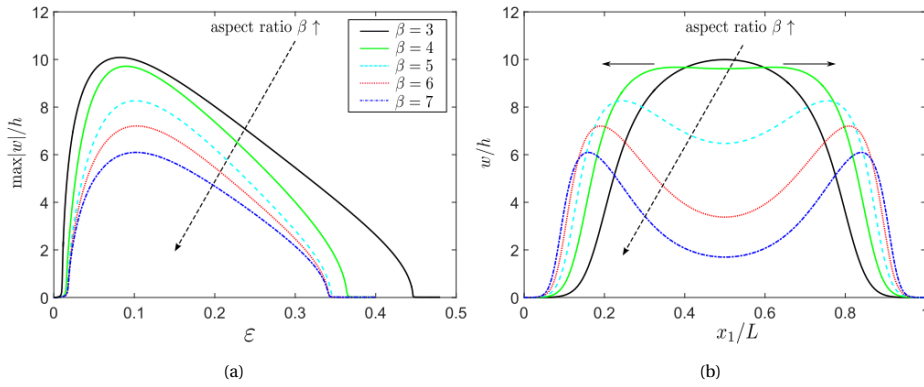 aspect ratio β ↑
β = 3
β = 4
β = 5
β = 6
β = 7
max|w|/h
12
10
8
6
4
2
0
0 0.1 0.2 0.3 0.4 0.5
ε
(a)
aspect ratio β ↑
w/h
12
10
8
6
4
2
0
0 0.2 0.4 0.6 0.8
x₁/L
(b)